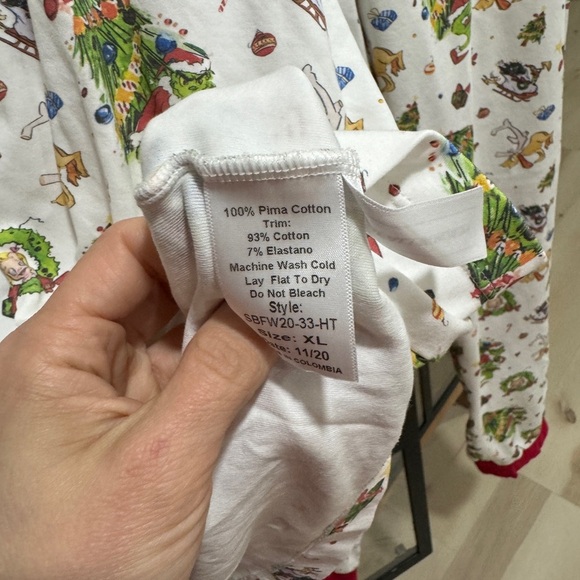 100% Pima Cotton
Trim:
93% Cotton
7% Elastano
Machine Wash Cold
Lay Flat To Dry
Do Not Bleach
Style:
SBFW20-33-HT
Size: XL
11/20
COLOMBIA